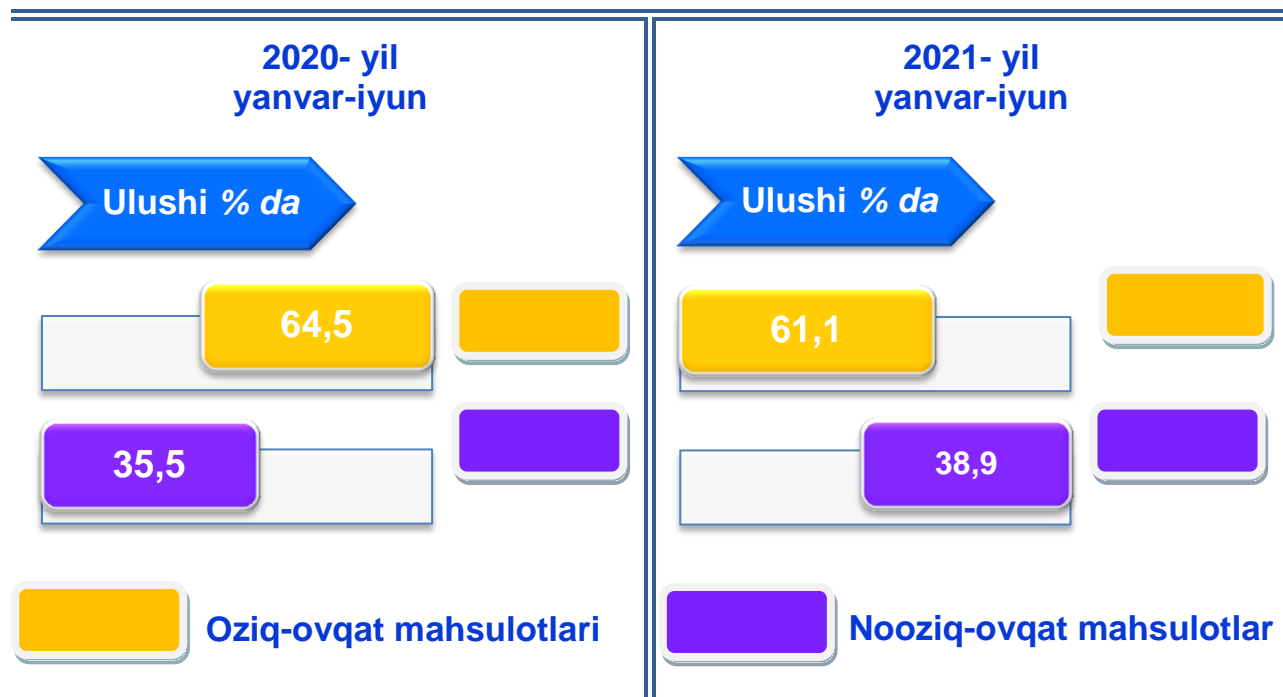 2020- yil
yanvar-iyun
Ulushi % da
64,5
35,5
Oziq-ovqat mahsulotlari
2021- yil
yanvar-iyun
Ulushi % da
61,1
38,9
Nooziq-ovqat mahsulotlar